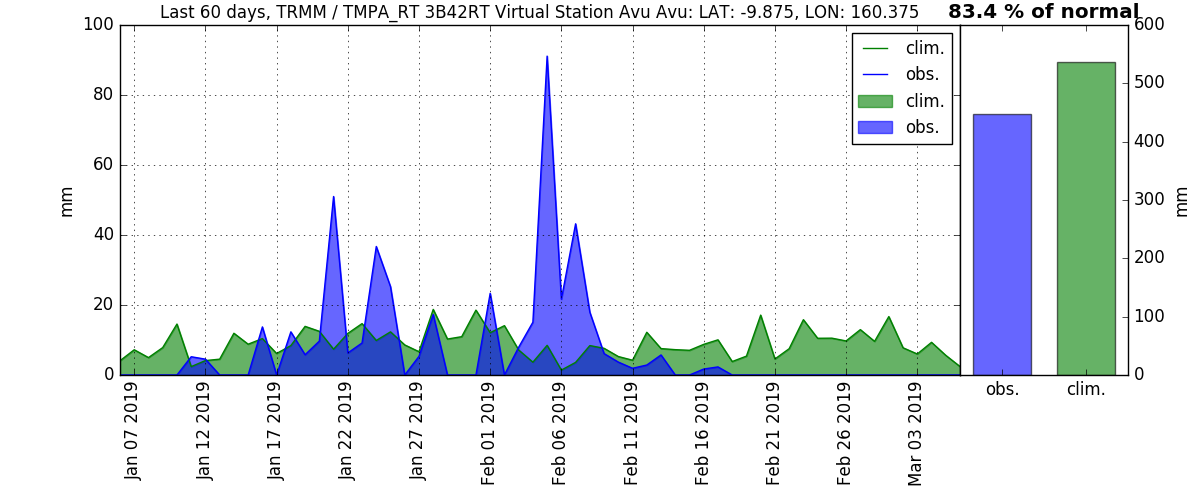 Last 60 days, TRMM / TMPA_RT 3B42RT Virtual Station Avu Avu: LAT: -9.875, LON: 160.375
83.4 % of normal
100
80
60
40
20
0
mm
clim.
obs.
clim.
obs.
600
500
400
300
200
100
0
mm
obs.
clim.
Jan 07 2019
Jan 12 2019
Jan 17 2019
Jan 22 2019
Jan 27 2019
Feb 01 2019
Feb 06 2019
Feb 11 2019
Feb 16 2019
Feb 21 2019
Feb 26 2019
Mar 03 2019